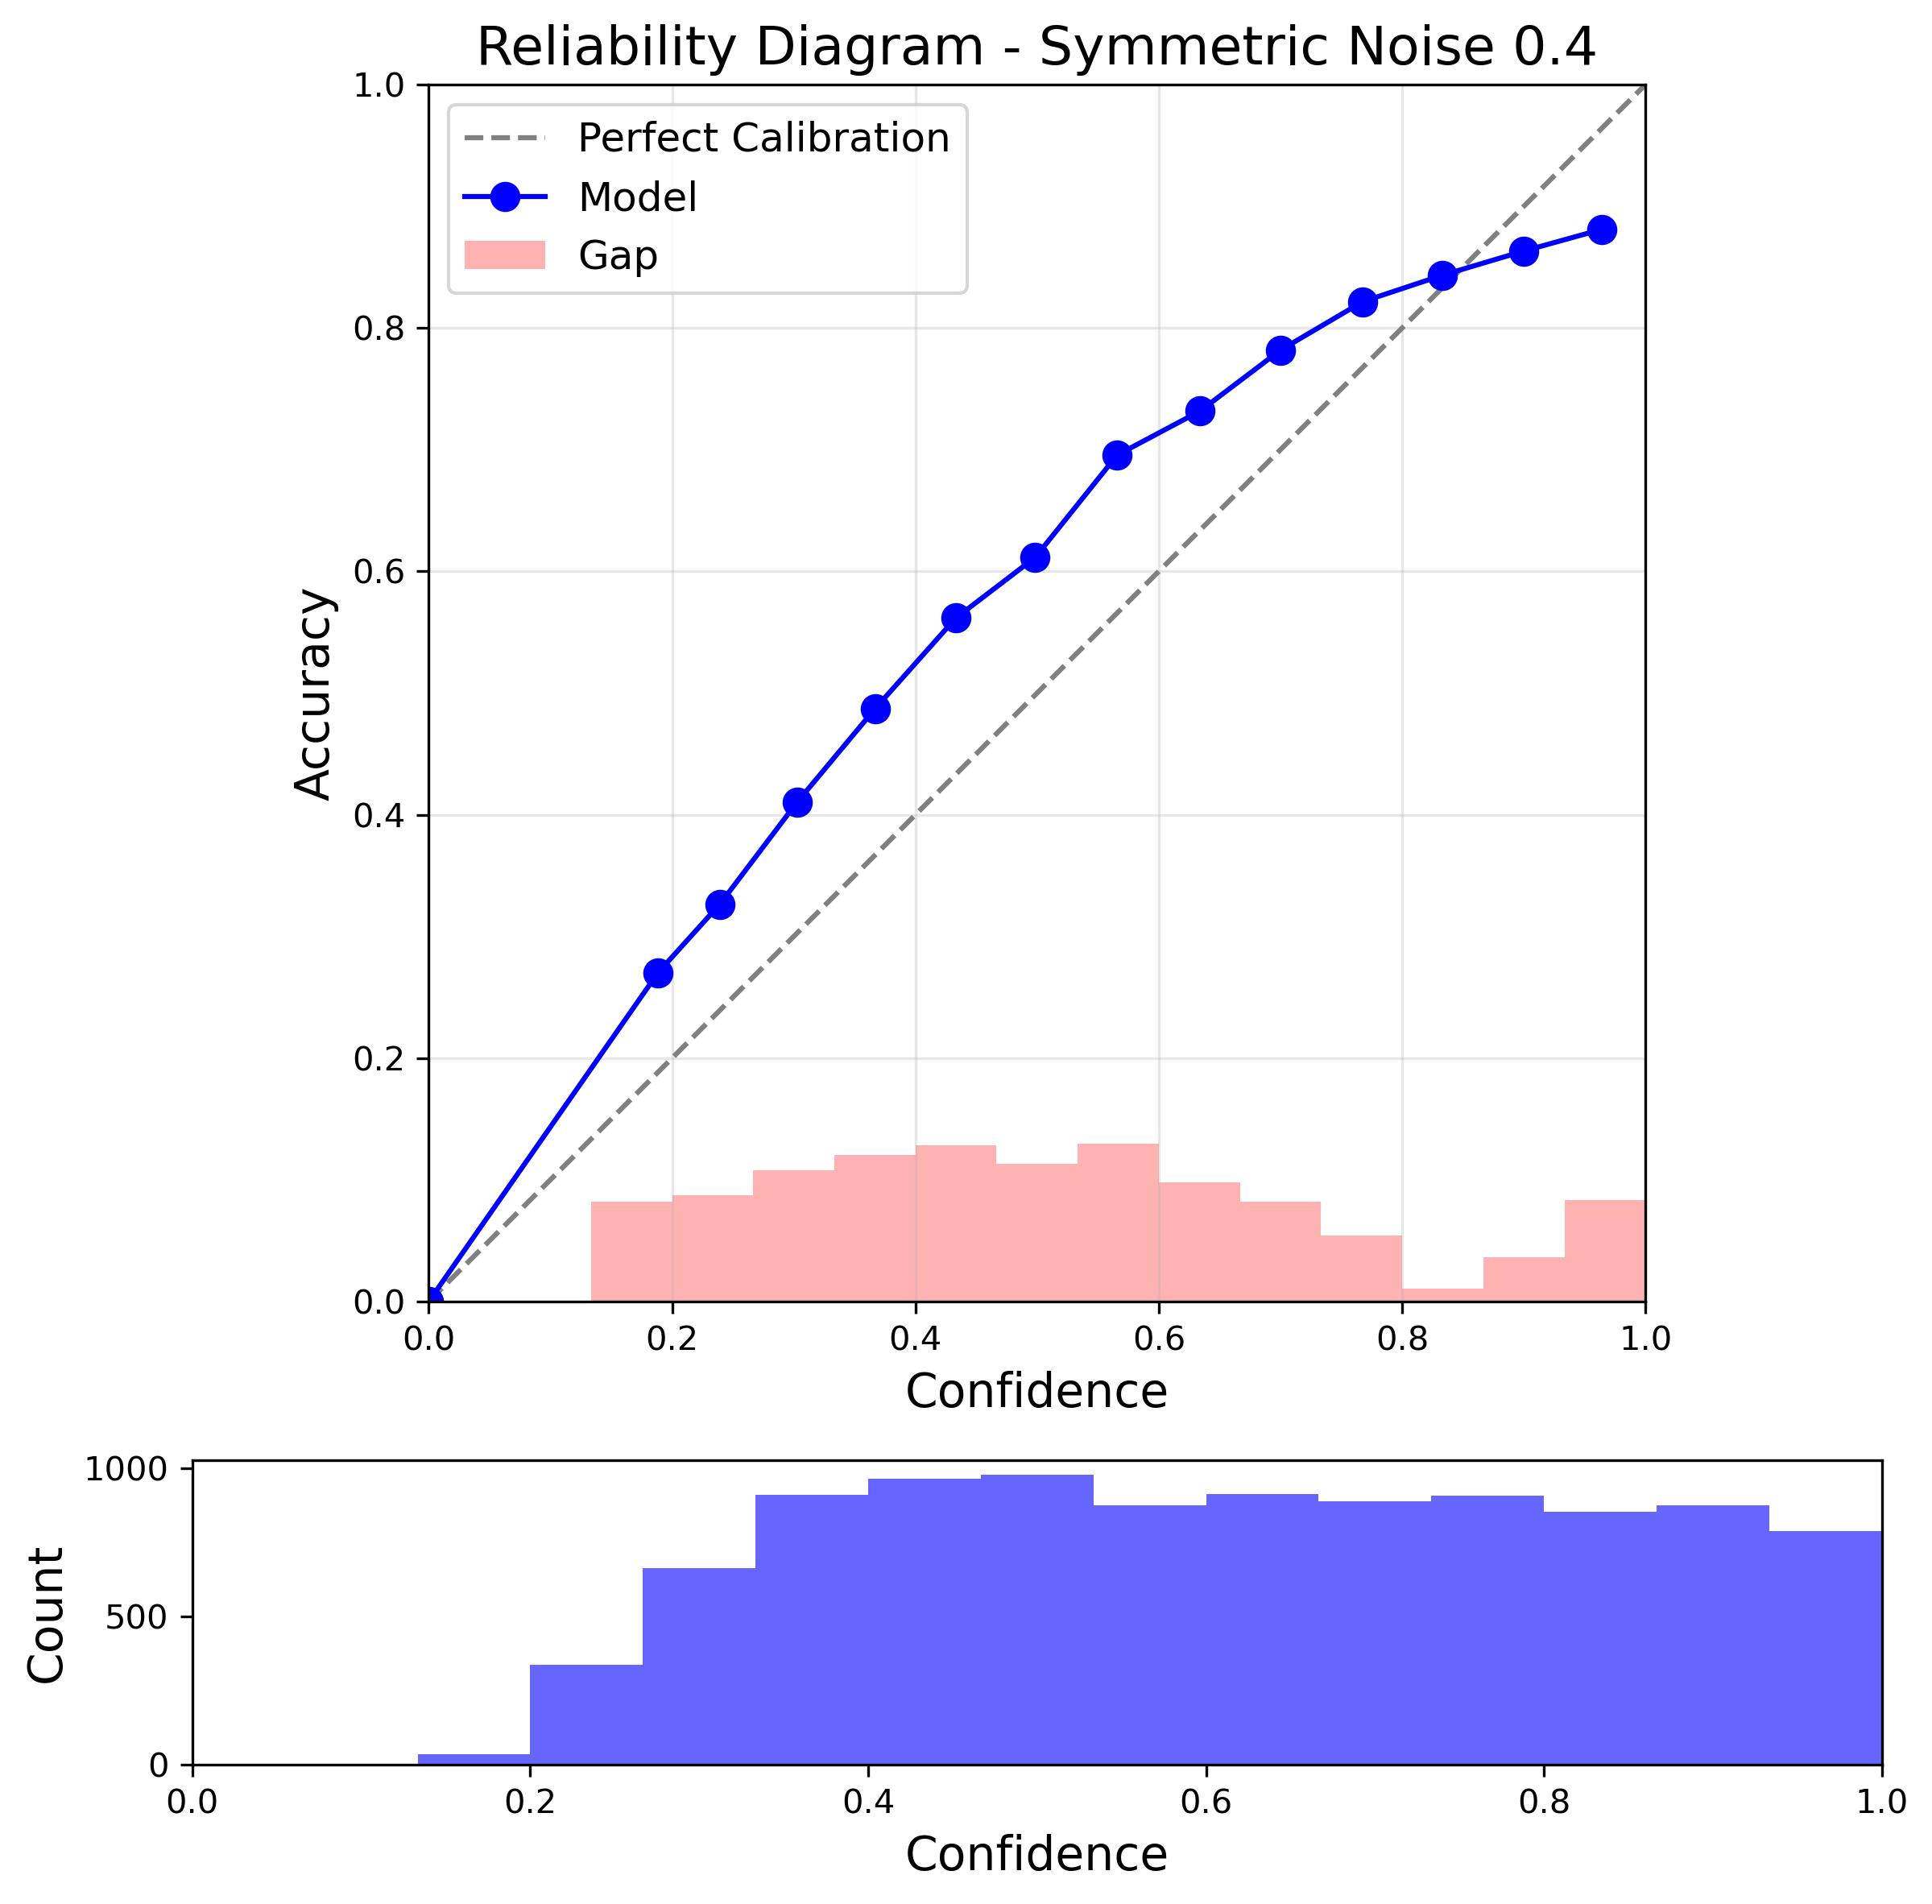 Reliability Diagram - Symmetric Noise 0.4
1.0
0.8
0.6
0.4
0.2
0.0
Accuracy
Perfect Calibration
Model
Gap
0.0 0.2 0.4 0.6 0.8 1.0
Confidence
1000
500
0
Count
0.0 0.2 0.4 0.6 0.8 1.0
Confidence